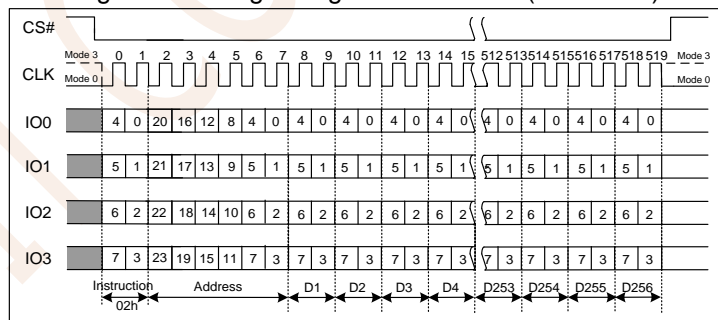 CS#
Mode 3 0 1 2 3 4 5 6 7 8 9 10 11 12 13 14 15 512 513 514 515 516 517 518 519 Mode 3
CLK
Mode 0 Mode 0
IO0 4 0 20 16 12 8 4 0 4 0 4 0 4 0 4 0 4 0 4 0 4 0 4 0
IO1 5 1 21 17 13 9 5 1 5 1 5 1 5 1 5 1 5 1 5 1 5 1 5 1
IO2 6 2 22 18 14 10 6 2 6 2 6 2 6 2 6 2 6 2 6 2 6 2 6 2
IO3 7 3 23 19 15 11 7 3 7 3 7 3 7 3 7 3 7 3 7 3 7 3 7 3
Instruction Address D1 D2 D3 D4 D253 D254 D255 D256
02h